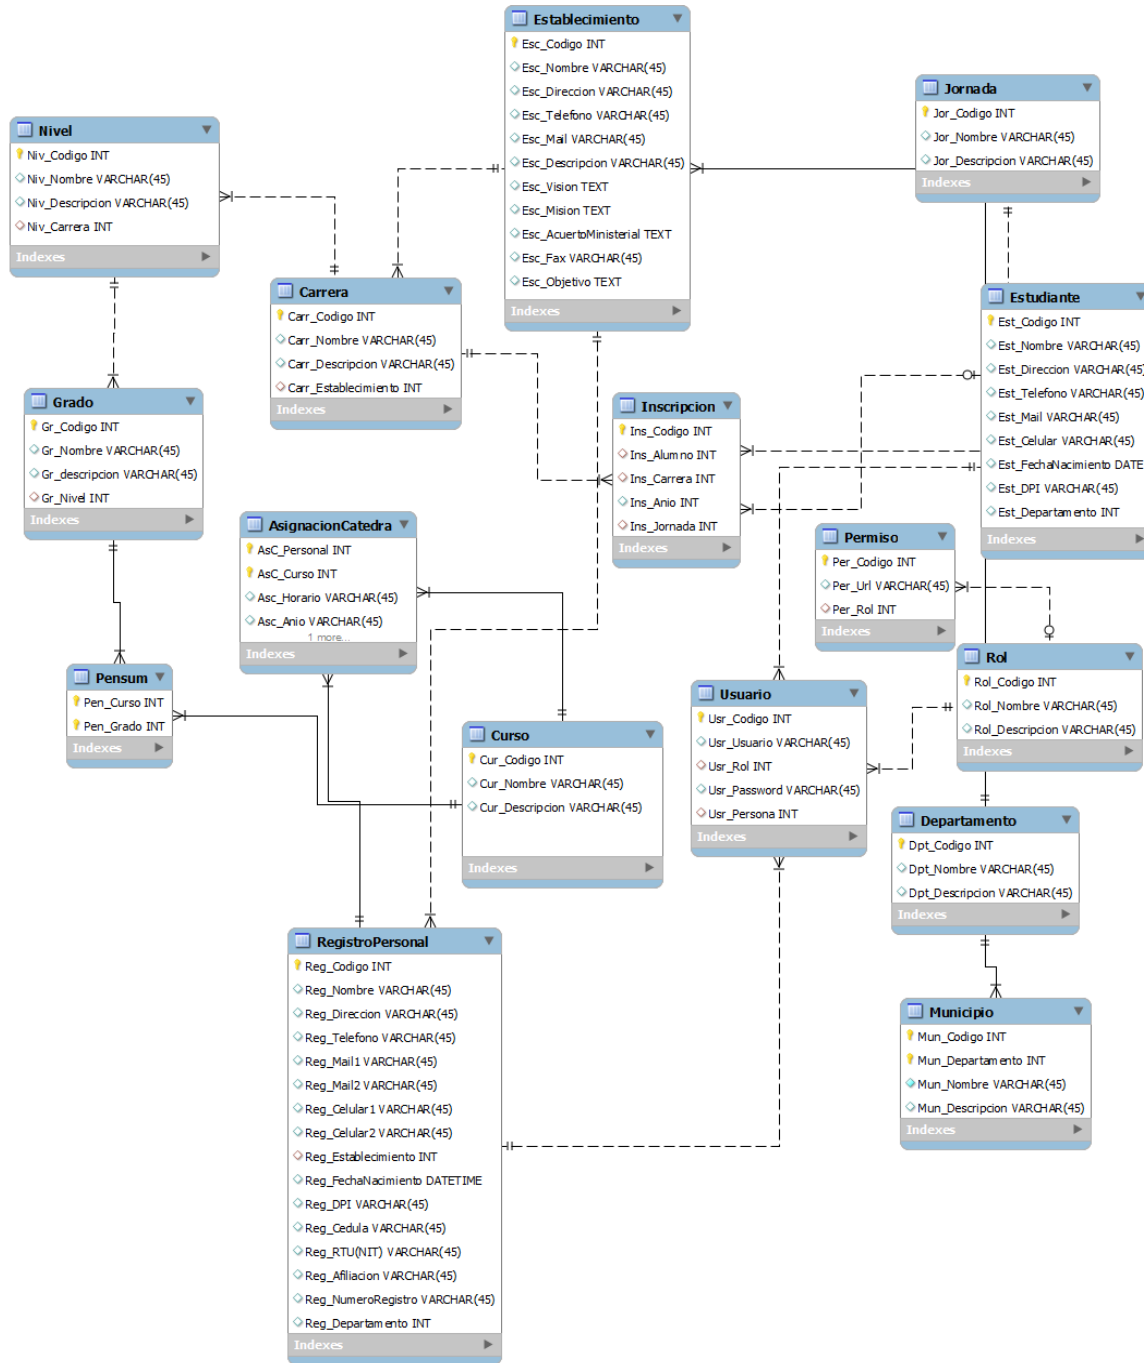 Establecimiento
Esc_Codigo INT
Esc_Nombre VARCHAR(45)
Esc_Direccion VARCHAR(45)
Esc_Telefono VARCHAR(45)
Esc_Mail VARCHAR(45)
Esc_Descripcion VARCHAR(45)
Esc_Vision TEXT
Esc_Mision TEXT
Esc_AcuertoMinisterial TEXT
Esc_Fax VARCHAR(45)
Esc_Objetivo TEXT
Indexes
Jornada
Jor_Codigo INT
Jor_Nombre VARCHAR(45)
Jor_Descripcion VARCHAR(45)
Indexes
Nivel
Niv_Codigo INT
Niv_Nombre VARCHAR(45)
Niv_Descripcion VARCHAR(45)
Niv_Carrera INT
Indexes
Carrera
Carr_Codigo INT
Carr_Nombre VARCHAR(45)
Carr_Descripcion VARCHAR(45)
Carr_Establecimiento INT
Indexes
Estudiante
Est_Codigo INT
Est_Nombre VARCHAR(45)
Est_Direccion VARCHAR(45)
Est_Telefono VARCHAR(45)
Est_Mail VARCHAR(45)
Est_Celular VARCHAR(45)
Est_FechaNacimiento DATE
Est_DPI VARCHAR(45)
Est_Departamento INT
Indexes
Grado
Gr_Codigo INT
Gr_Nombre VARCHAR(45)
Gr_descripcion VARCHAR(45)
Gr_Nivel INT
Indexes
Inscripcion
Ins_Codigo INT
Ins_Alumno INT
Ins_Carrera INT
Ins_Anio INT
Ins_Jornada INT
Indexes
AsignacionCatedra
AsC_Personal INT
AsC_Curso INT
Asc_Horario VARCHAR(45)
Asc_Anio VARCHAR(45)
1 more...
Indexes
Permiso
Per_Codigo INT
Per_Url VARCHAR(45)
Per_Rol INT
Indexes
Pensum
Pen_Curso INT
Pen_Grado INT
Indexes
Rol
Rol_Codigo INT
Rol_Nombre VARCHAR(45)
Rol_Descripcion VARCHAR(45)
Indexes
Usuario
Usr_Codigo INT
Usr_Usuario VARCHAR(45)
Usr_Rol INT
Usr_Password VARCHAR(45)
Usr_Persona INT
Indexes
Curso
Cur_Codigo INT
Cur_Nombre VARCHAR(45)
Cur_Descripcion VARCHAR(45)
Indexes
Departamento
Dpt_Codigo INT
Dpt_Nombre VARCHAR(45)
Dpt_Descripcion VARCHAR(45)
Indexes
RegistroPersonal
Reg_Codigo INT
Reg_Nombre VARCHAR(45)
Reg_Direccion VARCHAR(45)
Reg_Telefono VARCHAR(45)
Reg_Mail1 VARCHAR(45)
Reg_Mail2 VARCHAR(45)
Reg_Celular1 VARCHAR(45)
Reg_Celular2 VARCHAR(45)
Reg_Establecimiento INT
Reg_FechaNacimiento DATETIME
Reg_DPI VARCHAR(45)
Reg_Cedula VARCHAR(45)
Reg_RTU(NIT) VARCHAR(45)
Reg_Afiliacion VARCHAR(45)
Reg_NumeroRegistro VARCHAR(45)
Reg_Departamento INT
Indexes
Municipio
Mun_Codigo INT
Mun_Departamento INT
Mun_Nombre VARCHAR(45)
Mun_Descripcion VARCHAR(45)
Indexes